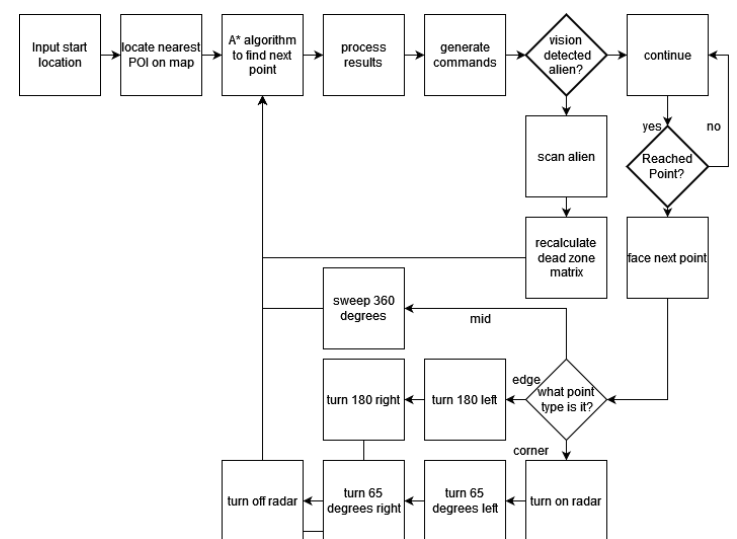 Input start
location
locate nearest
POI on map
A* algorithm
to find next
point
process
results
generate
commands
vision
detected
alien?
continue
yes
no
scan alien
Reached
Point?
recalculate
dead zone
matrix
face next point
sweep 360
degrees
mid
edge
turn 180 right
turn 180 left
what point
type is it?
corner
turn off radar
turn 65
degrees right
turn 65
degrees left
turn on radar